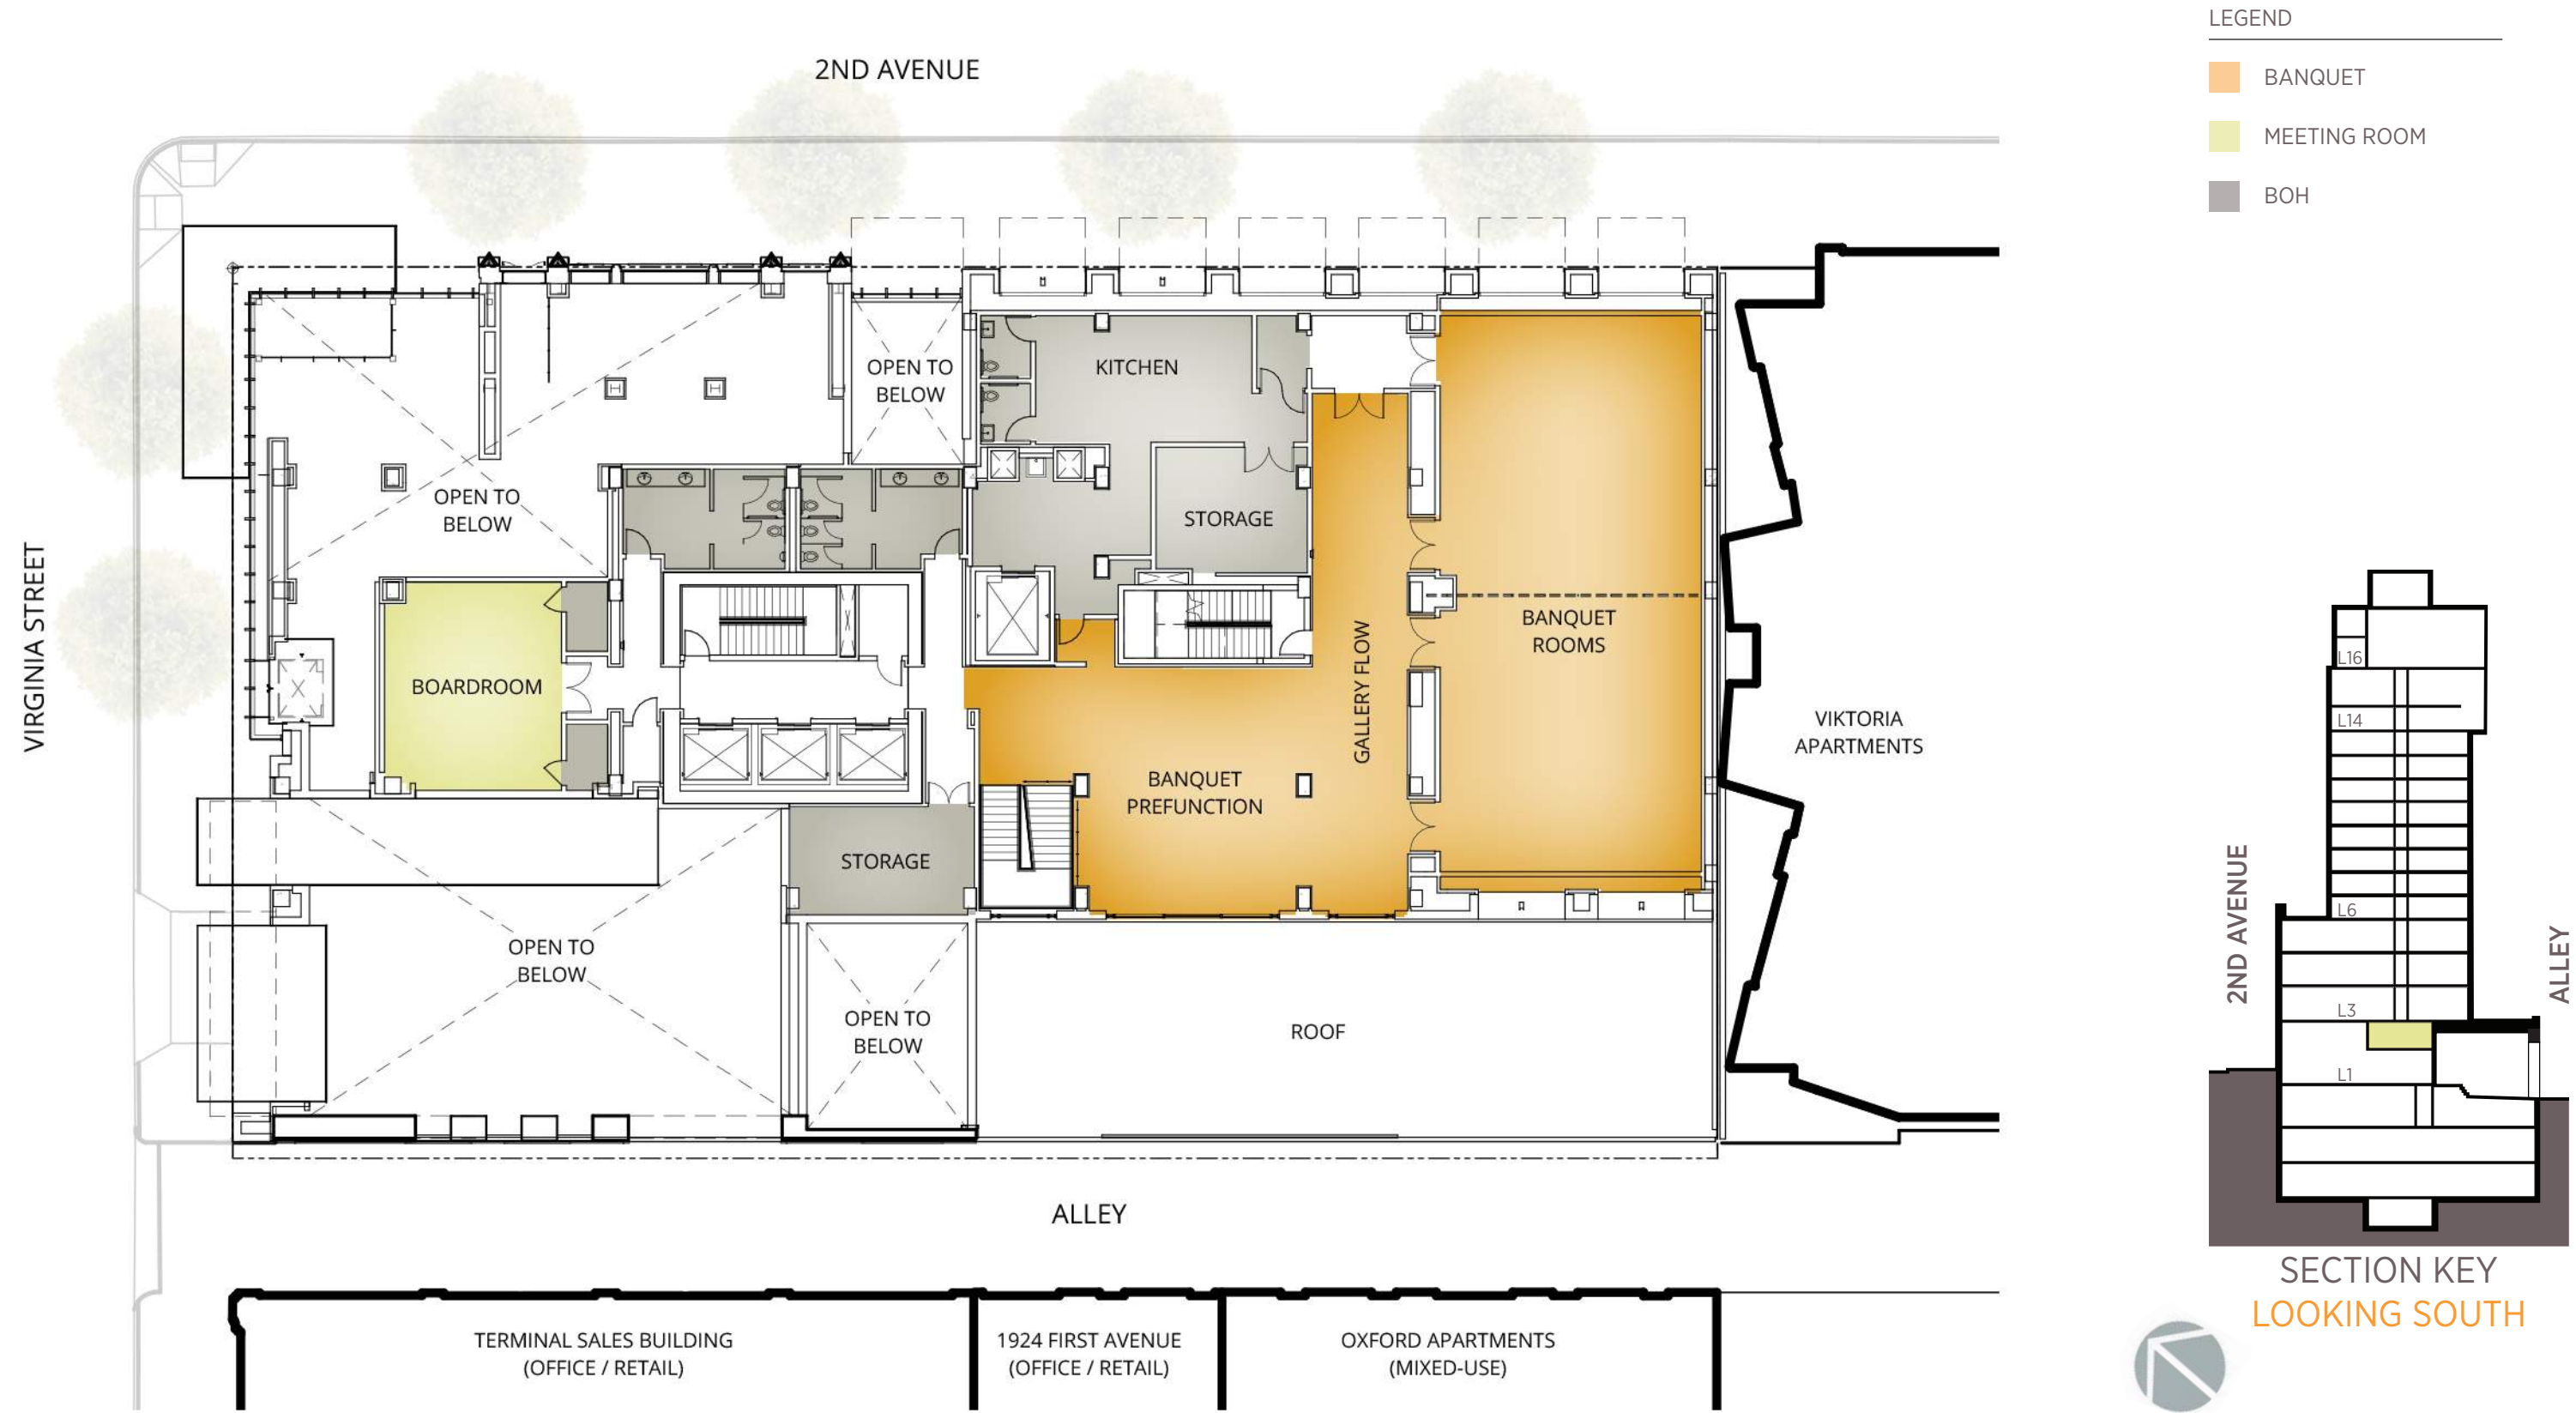 LEGEND
BANQUET
MEETING ROOM
BOH
2ND AVENUE
VIRGINIA STREET
OPEN TO
BELOW
KITCHEN
OPEN TO
BELOW
STORAGE
BANQUET
ROOMS
BOARDROOM
GALLERY FLOW
VIKTORIA
APARTMENTS
BANQUET
PREFUNCTION
STORAGE
OPEN TO
BELOW
OPEN TO
BELOW
ROOF
ALLEY
TERMINAL SALES BUILDING
(OFFICE / RETAIL)
1924 FIRST AVENUE
(OFFICE / RETAIL)
OXFORD APARTMENTS
(MIXED-USE)
L16
L14
L6
L3
L1
2ND AVENUE
ALLEY
SECTION KEY
LOOKING SOUTH